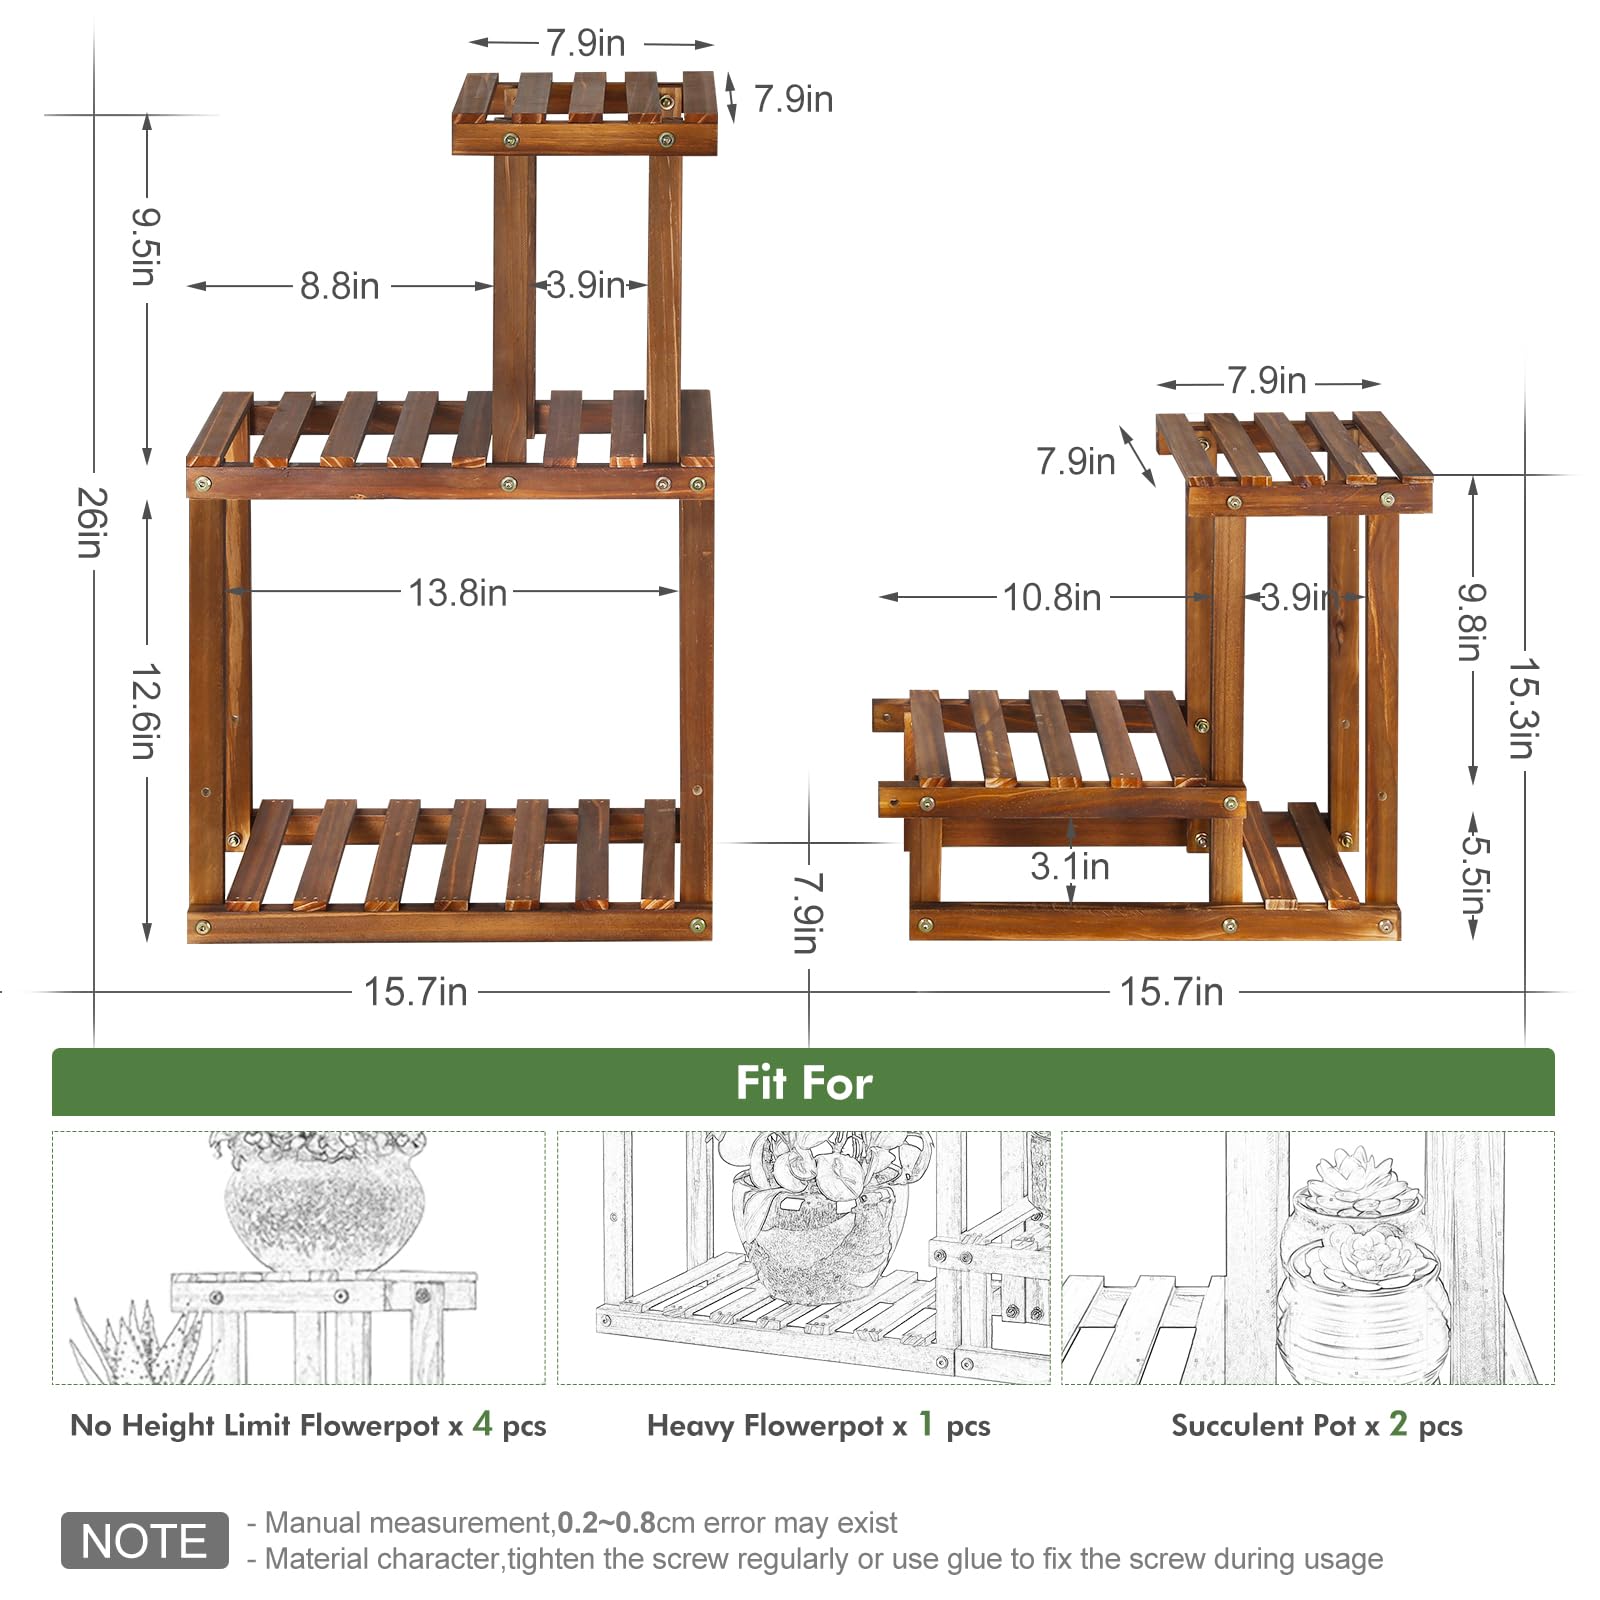 7.9in
7.9in
9.5in
8.8in
3.9in
7.9in
7.9in
26in
13.8in
10.8in
3.9in
9.8in
12.6in
15.3in
3.1in
5.5in
7.9in
15.7in
15.7in
Fit For
No Height Limit Flowerpot x 4 pcs
Heavy Flowerpot x 1 pcs
Succulent Pot x 2 pcs
NOTE
- Manual measurement,0.2~0.8cm error may exist
- Material character,tighten the screw regularly or use glue to fix the screw during usage